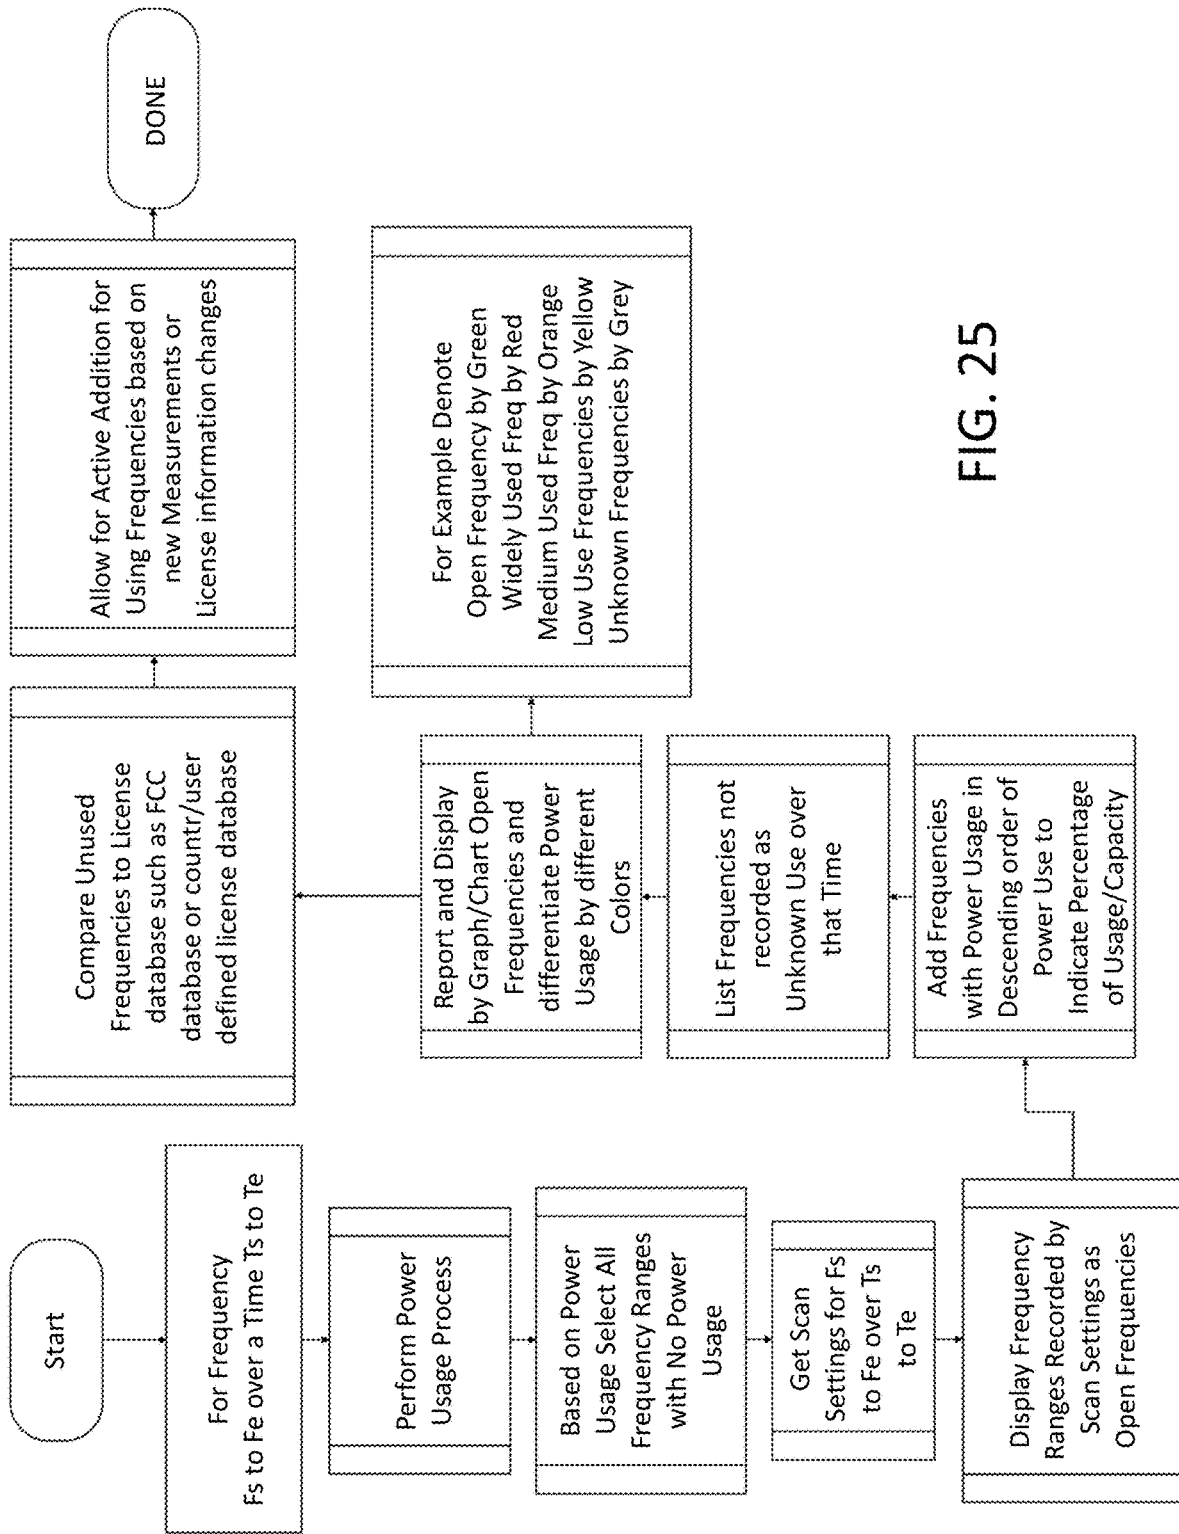 Start
For Frequency
Fs to Fe over a Time Ts to Te
Perform Power
Usage Process
Based on Power
Usage Select All
Frequency Ranges
with No Power
Usage
Get Scan
Settings for Fs
to Fe over Ts
to Te
Display Frequency
Ranges Recorded by
Scan Settings as
Open Frequencies
Add Frequencies
with Power Usage in
Descending order of
Power Use to
Indicate Percentage
of Usage/Capacity
List Frequencies not
recorded as
Unknown Use over
that Time
Report and Display
by Graph/Chart Open
Frequencies and
differentiate Power
Usage by different
Colors
For Example Denote
Open Frequency by Green
Widely Used Freq by Red
Medium Used Freq by Orange
Low Use Frequencies by Yellow
Unknown Frequencies by Grey
Compare Unused
Frequencies to License
database such as FCC
database or countr/user
defined license database
Allow for Active Addition for
Using Frequencies based on
new Measurements or
License information changes
DONE
FIG. 25